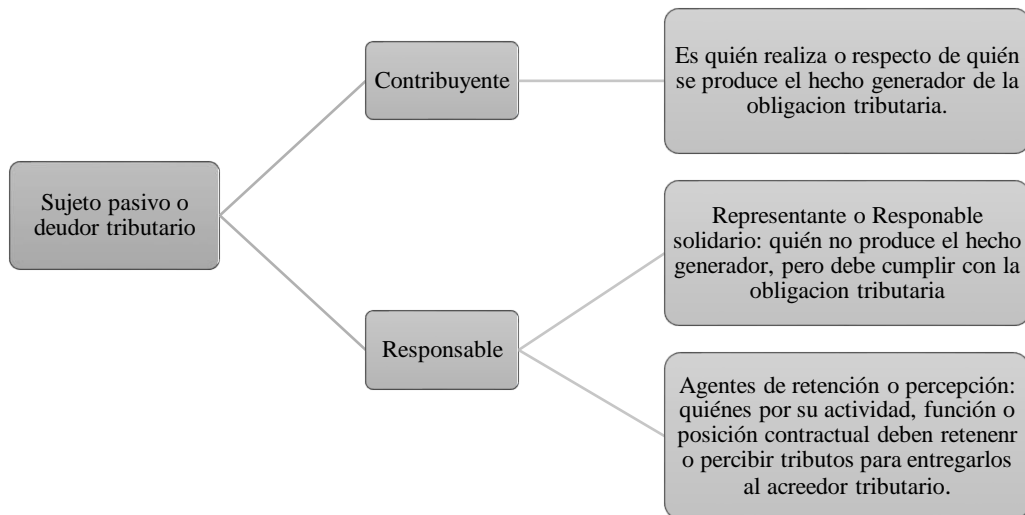 Sujeto pasivo o
deudor tributario
Contribuyente
Es quién realiza o respecto de quién
se produce el hecho generador de la
obligacion tributaria.
Responsable
Representante o Responable
solidario: quién no produce el hecho
generador, pero debe cumplir con la
obligacion tributaria
Agentes de retención o percepción:
quiénes por su actividad, función o
posición contractual deben retenenr
o percibir tributos para entregarlos
al acreedor tributario.